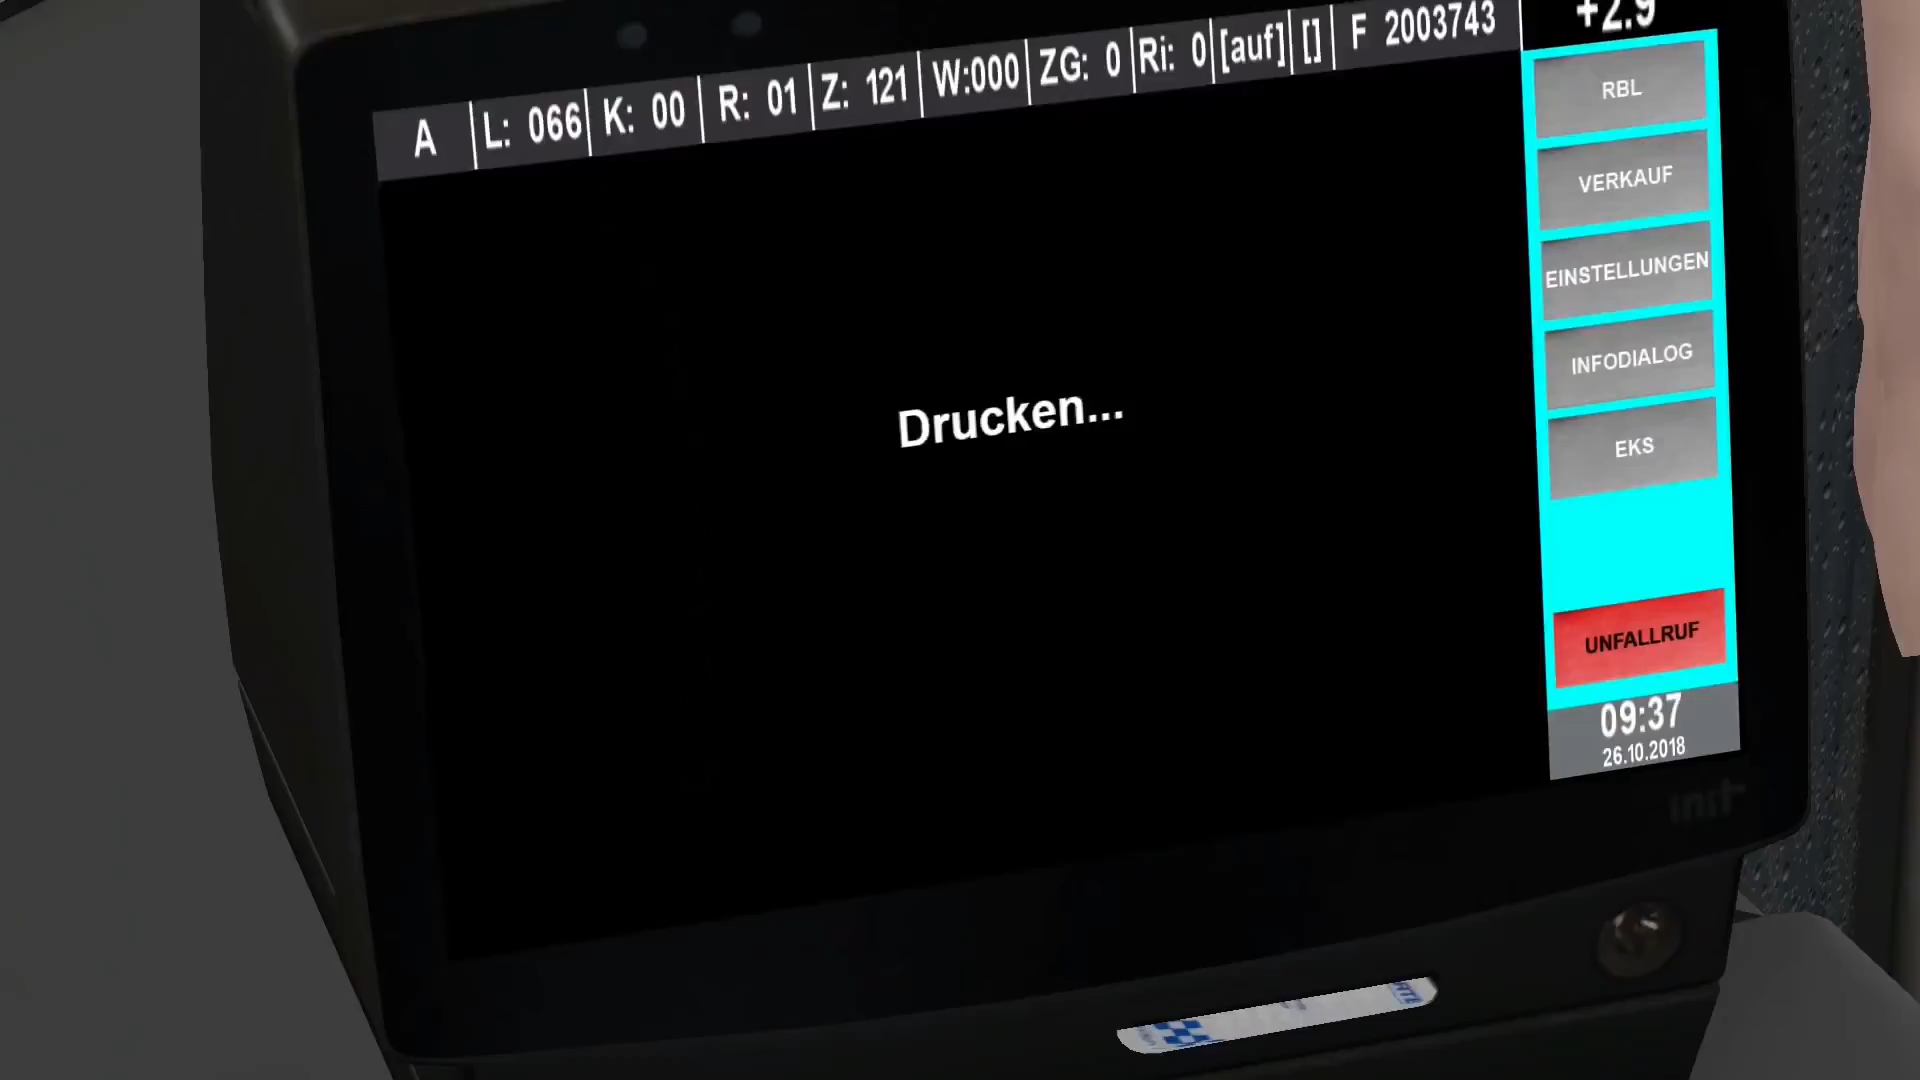 +2.9
A L: 066 K: 00 R: 01 Z: 121 W:000 ZG: 0 Ri: 0 [auf] [] F 2003743
RBL
VERKAUF
EINSTELLUNGEN
INFODIALOG
EKS
Drucken...
UNFALLRUF
09:37
26.10.2018
init